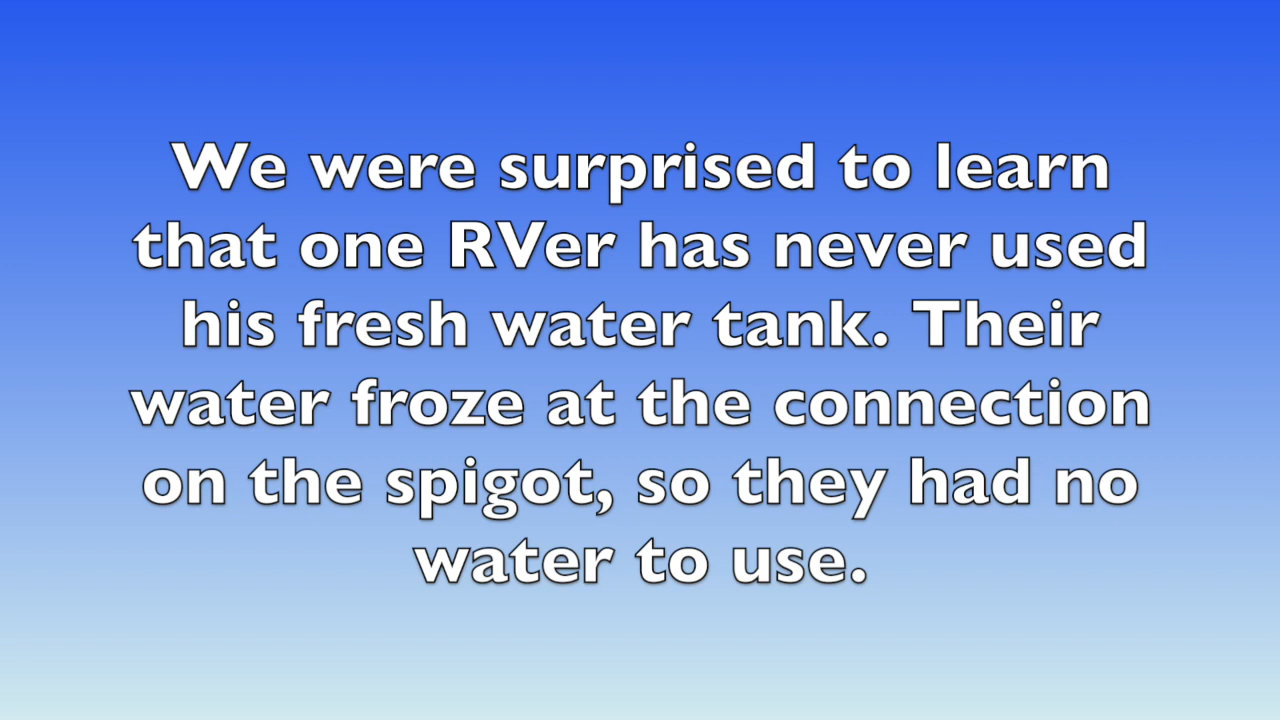 We were surprised to learn
that one RVer has never used
his fresh water tank. Their
water froze at the connection
on the spigot, so they had no
water to use.